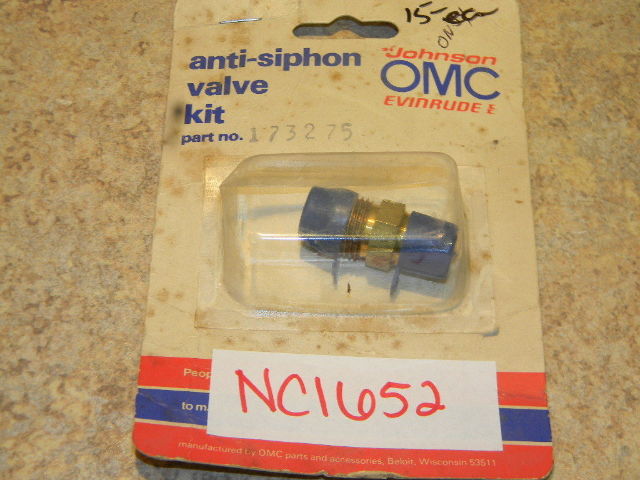 15-
ON
anti-siphon
valve
kit
part no. 173275
Johnson
OMC
EVINRUDE
Peop
NC1652
to m
manufactured by OMC parts and accessories, Beloit, Wisconsin 53511